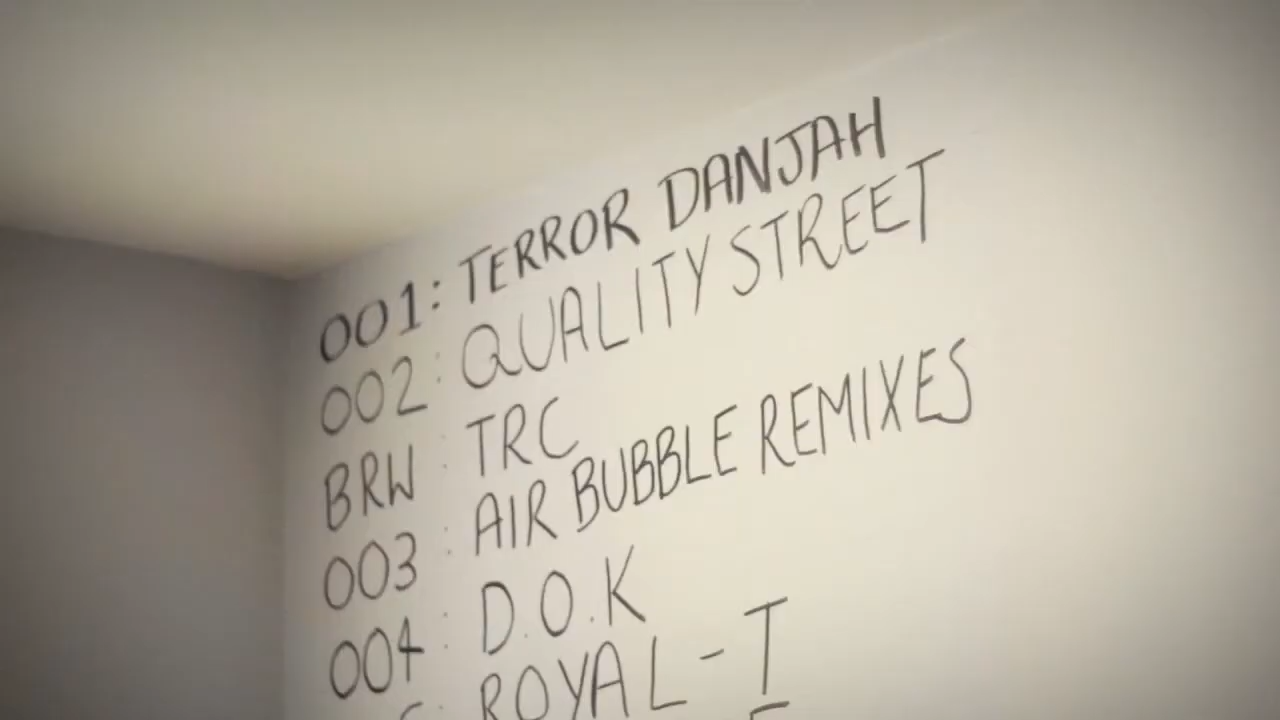 001: TERROR DANJAH
002: QUALITY STREET
BRW: TRC
003: AIR BUBBLE REMIXES
004: D.O.K
ROYAL-T